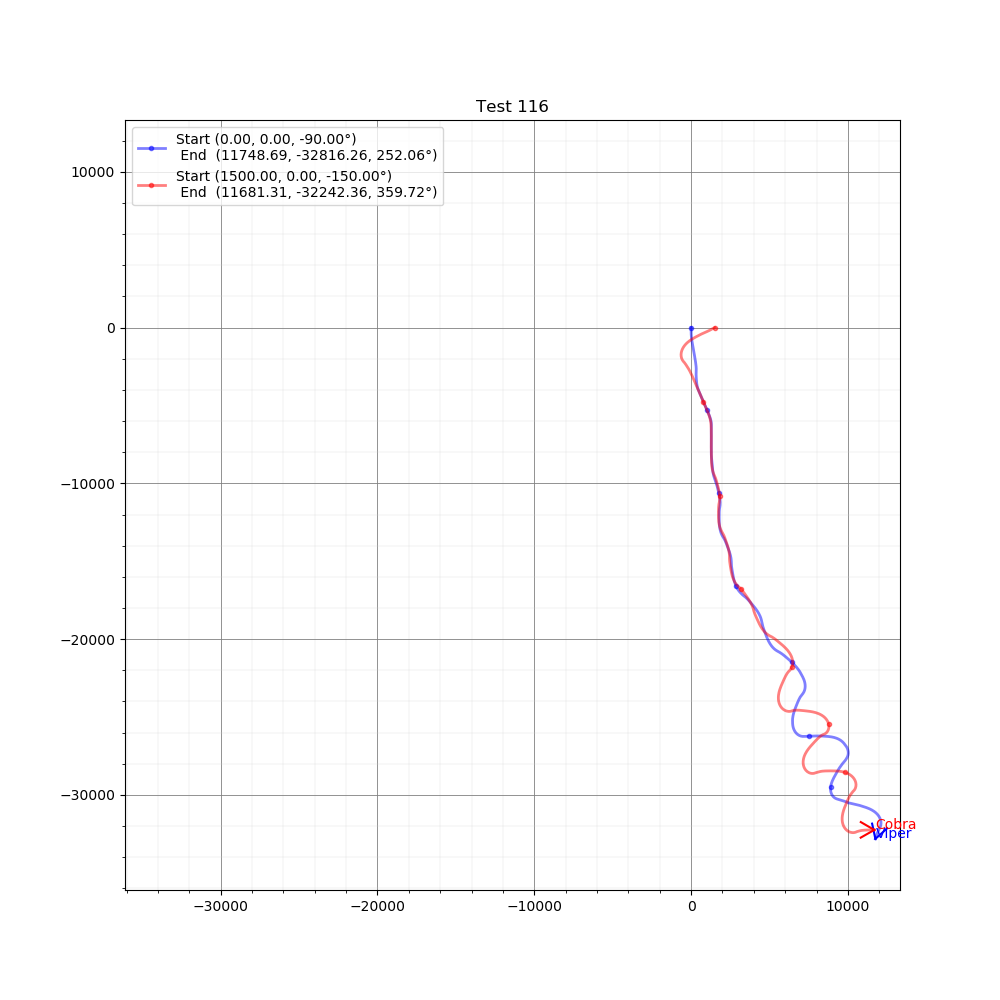 Test 116
Start (0.00, 0.00, -90.00°)
End  (11748.69, -32816.26, 252.06°)
Start (1500.00, 0.00, -150.00°)
End  (11681.31, -32242.36, 359.72°)
10000
0
−10000
−20000
−30000
Cobra
Viper
−30000 −20000 −10000 0 10000